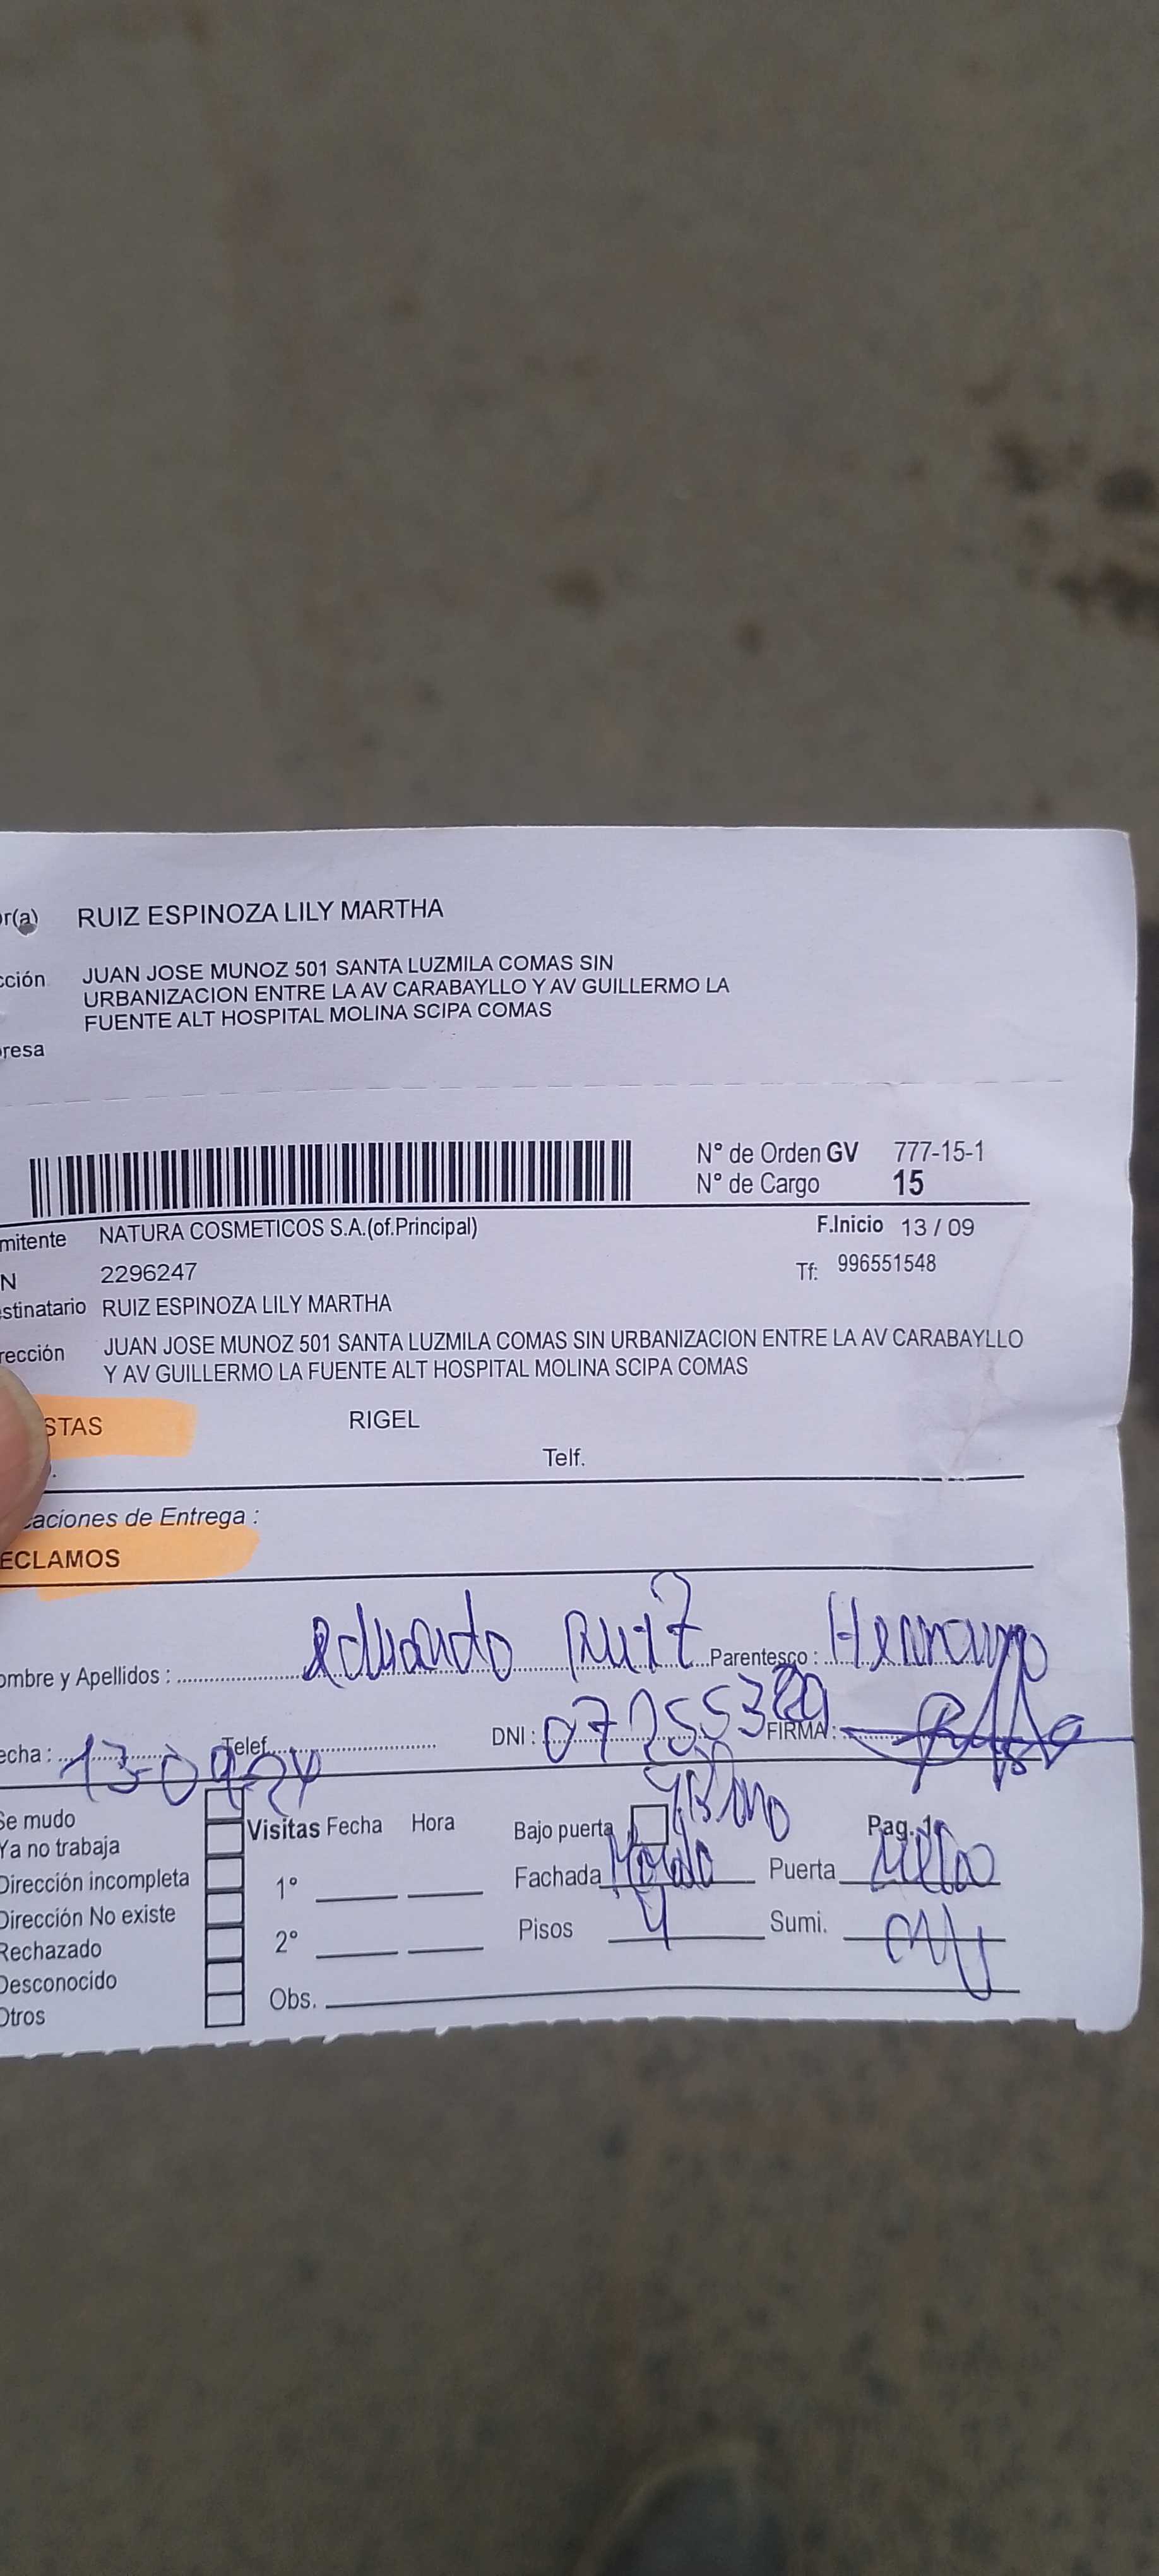 or(a) RUIZ ESPINOZA LILY MARTHA
cción JUAN JOSE MUNOZ 501 SANTA LUZMILA COMAS SIN
URBANIZACION ENTRE LA AV CARABAYLLO Y AV GUILLERMO LA
FUENTE ALT HOSPITAL MOLINA SCIPA COMAS
resa
N° de Orden GV 777-15-1
N° de Cargo 15
mitente NATURA COSMETICOS S.A.(of.Principal) F.Inicio 13 / 09
N 2296247 Tf: 996551548
estinatario RUIZ ESPINOZA LILY MARTHA
rección JUAN JOSE MUNOZ 501 SANTA LUZMILA COMAS SIN URBANIZACION ENTRE LA AV CARABAYLLO
Y AV GUILLERMO LA FUENTE ALT HOSPITAL MOLINA SCIPA COMAS
STAS RIGEL
Telf.
caciones de Entrega :
ECLAMOS
ombre y Apellidos : eduardo Ruiz Parentesco : Hermano
echa : 13-09-24 Telef. DNI : FIRMA :
Se mudo
Ya no trabaja
Dirección incompleta
Dirección No existe
Rechazado
Desconocido
Otros
Visitas Fecha Hora
1°
2°
Obs.
Bajo puerta Pag. 1
Fachada Puerta
Pisos 4 Sumi.